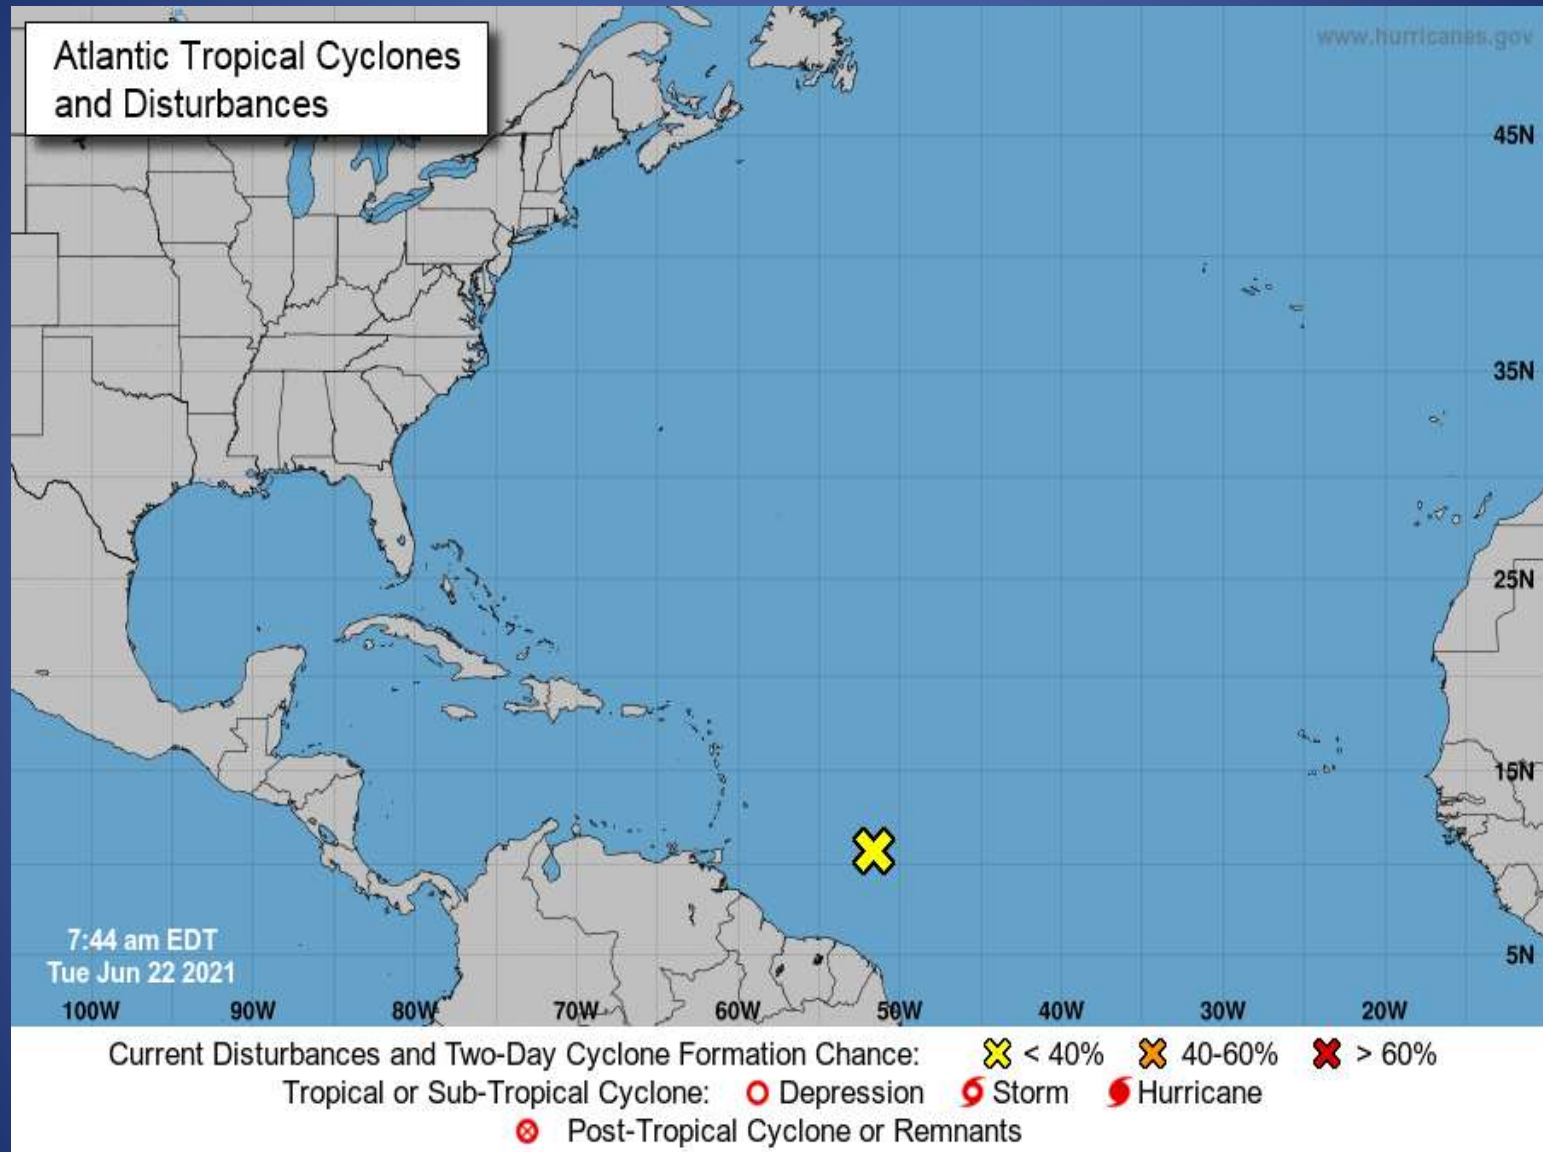 Atlantic Tropical Cyclones
and Disturbances
www.hurricanes.gov
45N
35N
25N
15N
5N
7:44 am EDT
Tue Jun 22 2021
100W 90W 80W 70W 60W 50W 40W 30W 20W
Current Disturbances and Two-Day Cyclone Formation Chance: < 40% 40-60% > 60%
Tropical or Sub-Tropical Cyclone: Depression Storm Hurricane
Post-Tropical Cyclone or Remnants